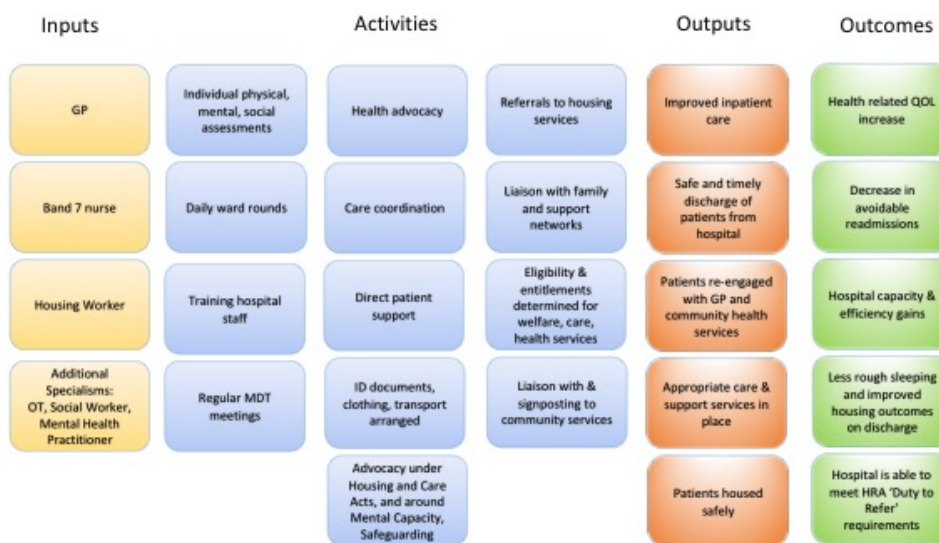 Inputs
Activities
Outputs
Outcomes
GP
Individual physical,
mental, social
assessments
Health advocacy
Referrals to housing
services
Improved inpatient
care
Health related QOL
increase
Band 7 nurse
Daily ward rounds
Care coordination
Liaison with family
and support
networks
Safe and timely
discharge of
patients from
hospital
Decrease in
avoidable
readmissions
Housing Worker
Training hospital
staff
Direct patient
support
Eligibility &
entitlements
determined for
welfare, care,
health services
Patients re-engaged
with GP and
community health
services
Hospital capacity &
efficiency gains
Additional
Specialisms:
OT, Social Worker,
Mental Health
Practitioner
Regular MDT
meetings
ID documents,
clothing, transport
arranged
Liaison with &
signposting to
community services
Appropriate care &
support services in
place
Less rough sleeping
and improved
housing outcomes
on discharge
Advocacy under
Housing and Care
Acts, and around
Mental Capacity,
Safeguarding
Patients housed
safely
Hospital is able to
meet HRA 'Duty to
Refer'
requirements